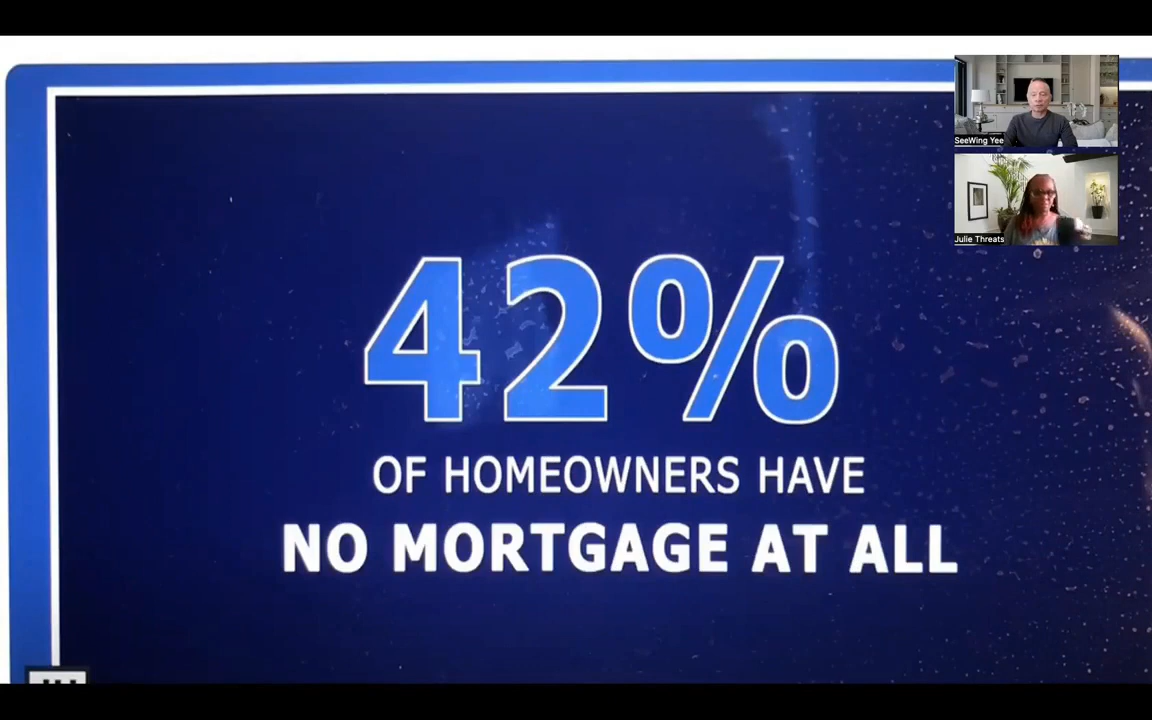 SeeWing Yee
Julie Threats
42%
OF HOMEOWNERS HAVE
NO MORTGAGE AT ALL